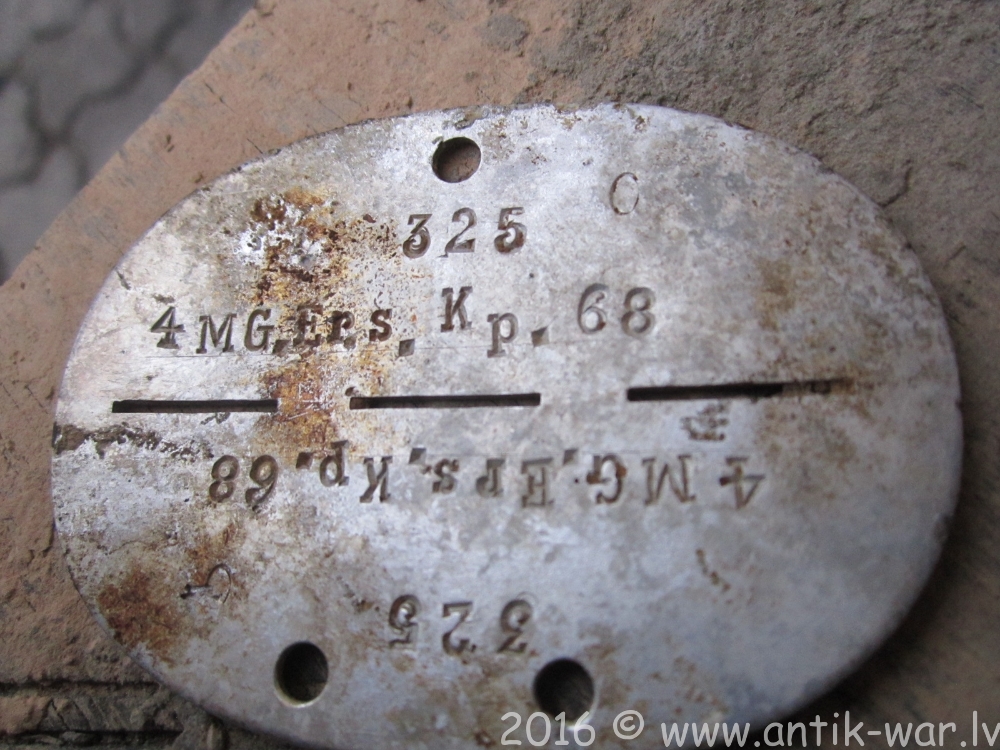 325 C
4 MG.Ers. Kp. 68
4 MG.Ers.Kp.68
325
2016 © www.antik-war.lv